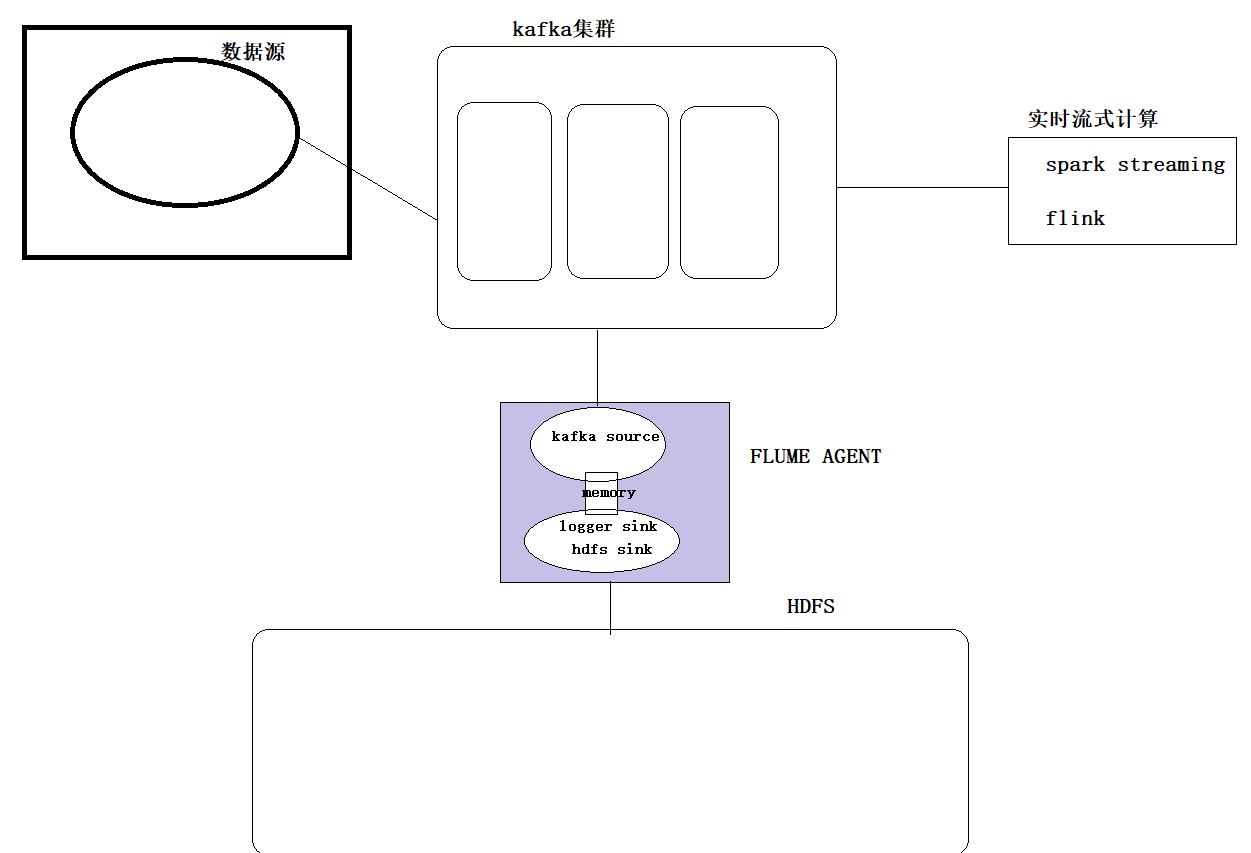 数据源
kafka集群
实时流式计算
spark streaming
flink
kafka source
memory
FLUME AGENT
logger sink
hdfs sink
HDFS